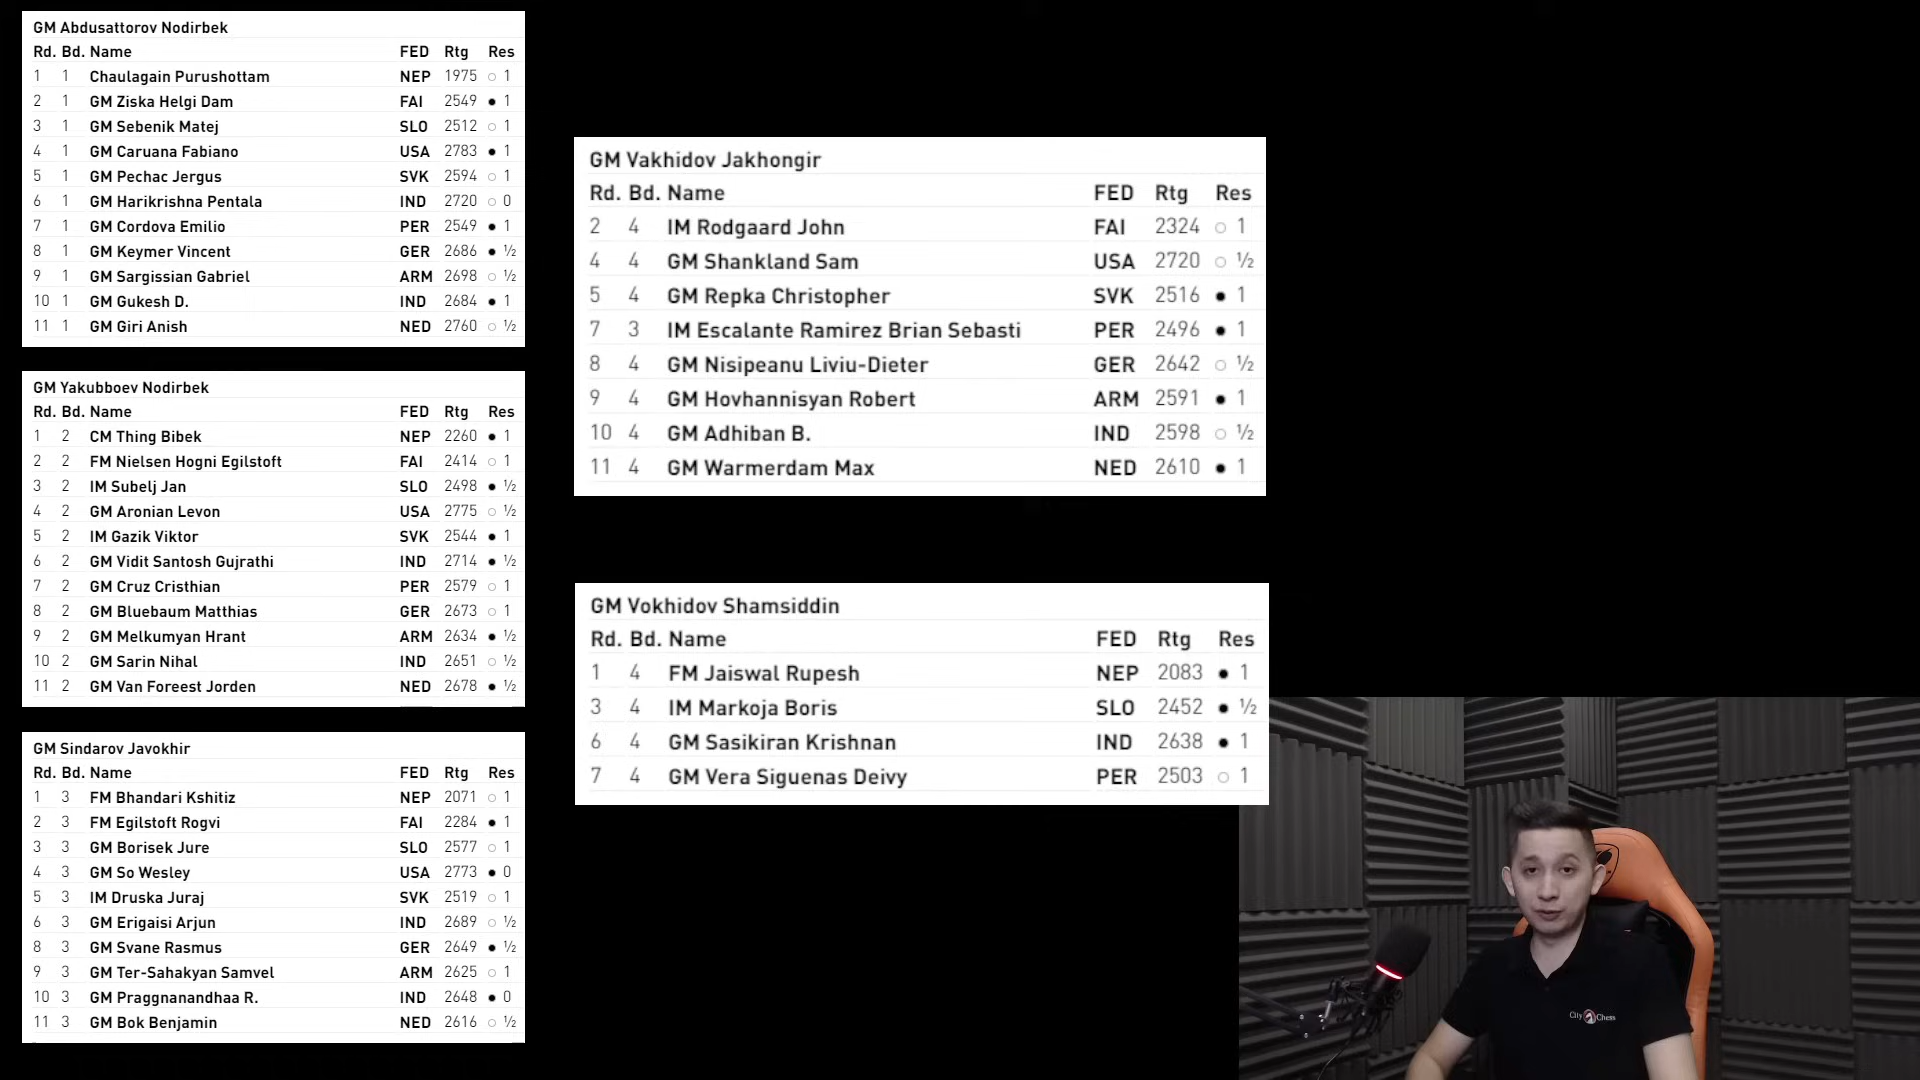 GM Abdusattorov Nodirbek
Rd. Bd. Name FED Rtg Res
1 1 Chaulagain Purushottam NEP 1975 ○ 1
2 1 GM Ziska Helgi Dam FAI 2549 ● 1
3 1 GM Sebenik Matej SLO 2512 ○ 1
4 1 GM Caruana Fabiano USA 2783 ● 1
5 1 GM Pechac Jergus SVK 2594 ○ 1
6 1 GM Harikrishna Pentala IND 2720 ○ 0
7 1 GM Cordova Emilio PER 2549 ● 1
8 1 GM Keymer Vincent GER 2686 ● ½
9 1 GM Sargissian Gabriel ARM 2698 ○ ½
10 1 GM Gukesh D. IND 2684 ● 1
11 1 GM Giri Anish NED 2760 ○ ½
GM Yakubboev Nodirbek
Rd. Bd. Name FED Rtg Res
1 2 CM Thing Bibek NEP 2260 ● 1
2 2 FM Nielsen Hogni Egilstoft FAI 2414 ○ 1
3 2 IM Subelj Jan SLO 2498 ● ½
4 2 GM Aronian Levon USA 2775 ○ ½
5 2 IM Gazik Viktor SVK 2544 ● 1
6 2 GM Vidit Santosh Gujrathi IND 2714 ● ½
7 2 GM Cruz Cristhian PER 2579 ○ 1
8 2 GM Bluebaum Matthias GER 2673 ○ 1
9 2 GM Melkumyan Hrant ARM 2634 ● ½
10 2 GM Sarin Nihal IND 2651 ○ ½
11 2 GM Van Foreest Jorden NED 2678 ● ½
GM Sindarov Javokhir
Rd. Bd. Name FED Rtg Res
1 3 FM Bhandari Kshitiz NEP 2071 ○ 1
2 3 FM Egilstoft Rogvi FAI 2284 ● 1
3 3 GM Borisek Jure SLO 2577 ○ 1
4 3 GM So Wesley USA 2773 ● 0
5 3 IM Druska Juraj SVK 2519 ○ 1
6 3 GM Erigaisi Arjun IND 2689 ○ ½
8 3 GM Svane Rasmus GER 2649 ● ½
9 3 GM Ter-Sahakyan Samvel ARM 2625 ○ 1
10 3 GM Praggnanandhaa R. IND 2648 ● 0
11 3 GM Bok Benjamin NED 2616 ○ ½
GM Vakhidov Jakhongir
Rd. Bd. Name FED Rtg Res
2 4 IM Rodgaard John FAI 2324 ○ 1
4 4 GM Shankland Sam USA 2720 ○ ½
5 4 GM Repka Christopher SVK 2516 ● 1
7 3 IM Escalante Ramirez Brian Sebasti PER 2496 ● 1
8 4 GM Nisipeanu Liviu-Dieter GER 2642 ○ ½
9 4 GM Hovhannisyan Robert ARM 2591 ● 1
10 4 GM Adhiban B. IND 2598 ○ ½
11 4 GM Warmerdam Max NED 2610 ● 1
GM Vokhidov Shamsiddin
Rd. Bd. Name FED Rtg Res
1 4 FM Jaiswal Rupesh NEP 2083 ● 1
3 4 IM Markoja Boris SLO 2452 ● ½
6 4 GM Sasikiran Krishnan IND 2638 ● 1
7 4 GM Vera Siguenas Deivy PER 2503 ○ 1
City Chess